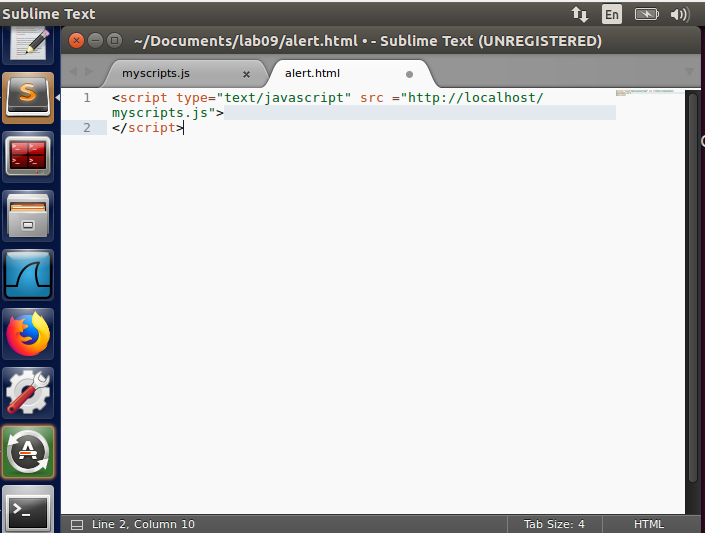 Sublime Text
En
~/Documents/lab09/alert.html • - Sublime Text (UNREGISTERED)
myscripts.js x
alert.html
1 <script type="text/javascript" src ="http://localhost/
myscripts.js">
2 </script>
Line 2, Column 10
Tab Size: 4
HTML